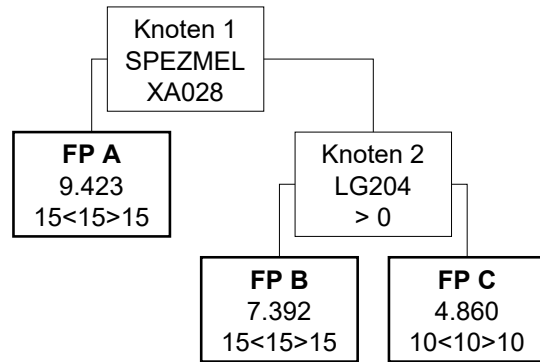 Knoten 1
SPEZMEL
XA028
FP A
9.423
15<15>15
Knoten 2
LG204
> 0
FP B
7.392
15<15>15
FP C
4.860
10<10>10